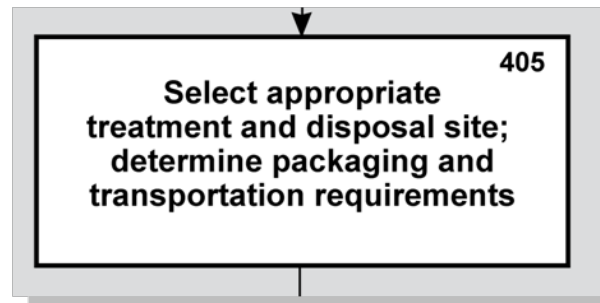 405
Select appropriate
treatment and disposal site;
determine packaging and
transportation requirements